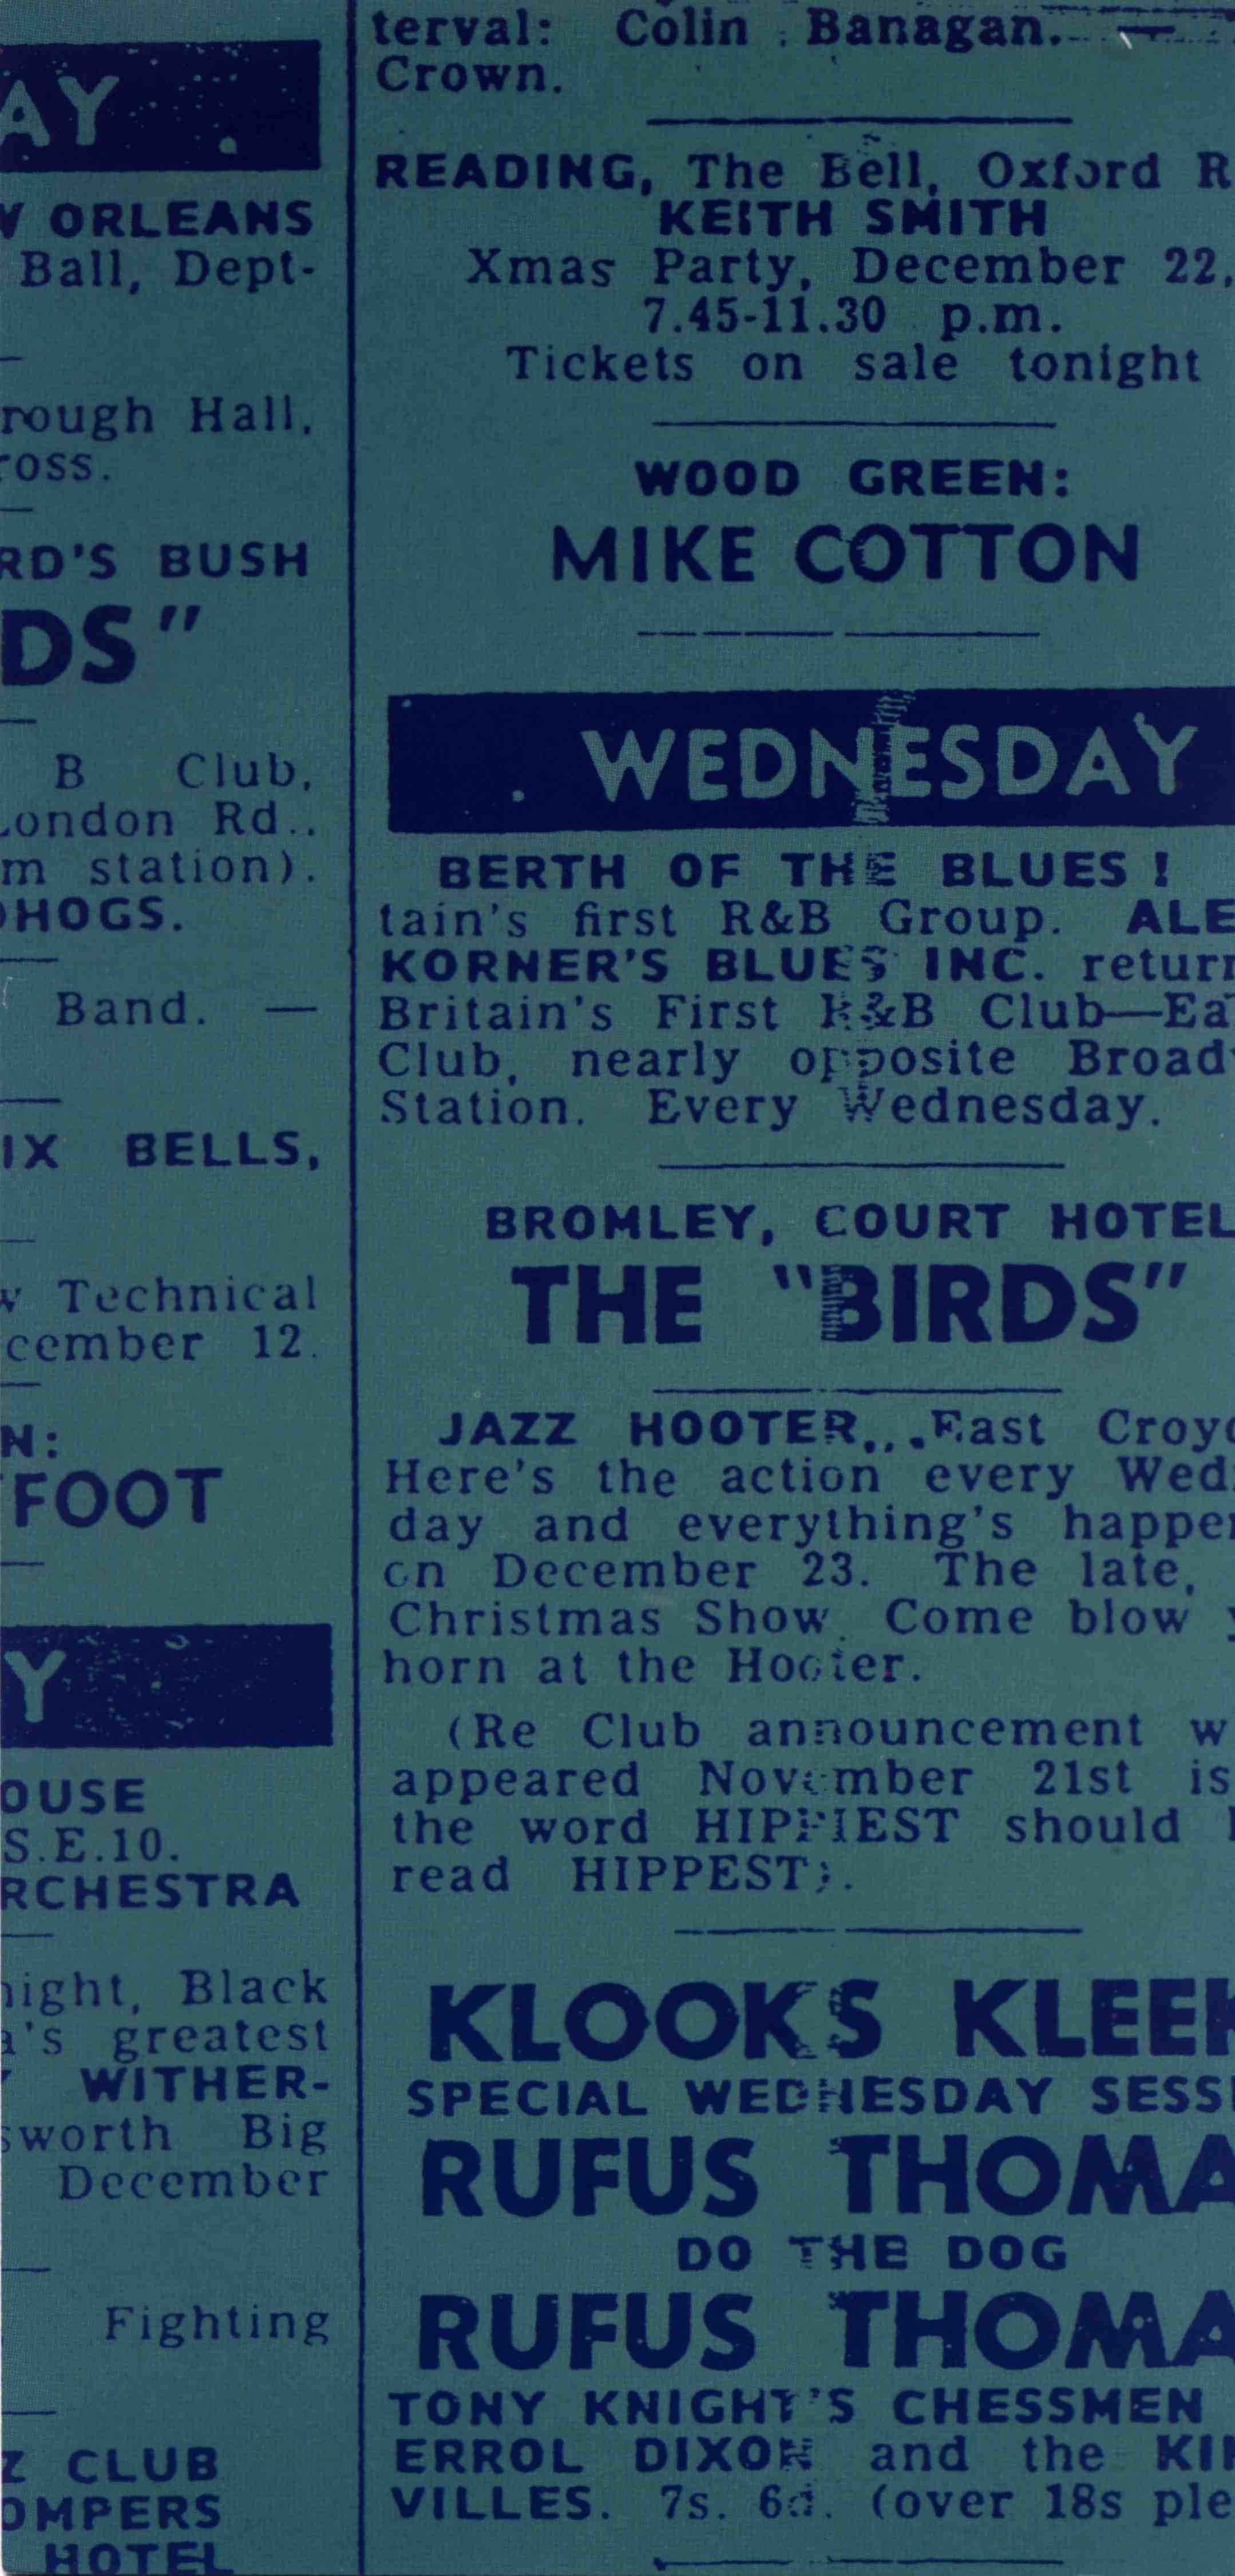 AY
ORLEANS
Ball, Dept-
rough Hall,
ross.
RD'S BUSH
DS"
B Club,
London Rd..
m station).
HOGS.
Band. —
IX BELLS,
w Technical
cember 12.
N:
FOOT
Y
OUSE
S.E.10.
RCHESTRA
night, Black
a's greatest
WITHER-
sworth Big
December
Fighting
Z CLUB
OMPERS
HOTEL
terval: Colin Banagan. —
Crown.
READING, The Bell, Oxford R
KEITH SMITH
Xmas Party, December 22,
7.45-11.30 p.m.
Tickets on sale tonight
WOOD GREEN:
MIKE COTTON
WEDNESDAY
BERTH OF THE BLUES !
tain's first R&B Group. ALE
KORNER'S BLUES INC. return
Britain's First R&B Club—Ea
Club, nearly opposite Broad
Station. Every Wednesday.
BROMLEY, COURT HOTEL
THE "BIRDS"
JAZZ HOOTER,..East Croyd
Here's the action every Wed
day and everything's happen
on December 23. The late,
Christmas Show. Come blow y
horn at the Hooter.
(Re Club announcement w
appeared November 21st is
the word HIPPIEST should
read HIPPEST).
KLOOKS KLEEK
SPECIAL WEDNESDAY SESSI
RUFUS THOMA
DO THE DOG
RUFUS THOMA
TONY KNIGHT'S CHESSMEN
ERROL DIXON and the KIN
VILLES. 7s. 6d. (over 18s ple